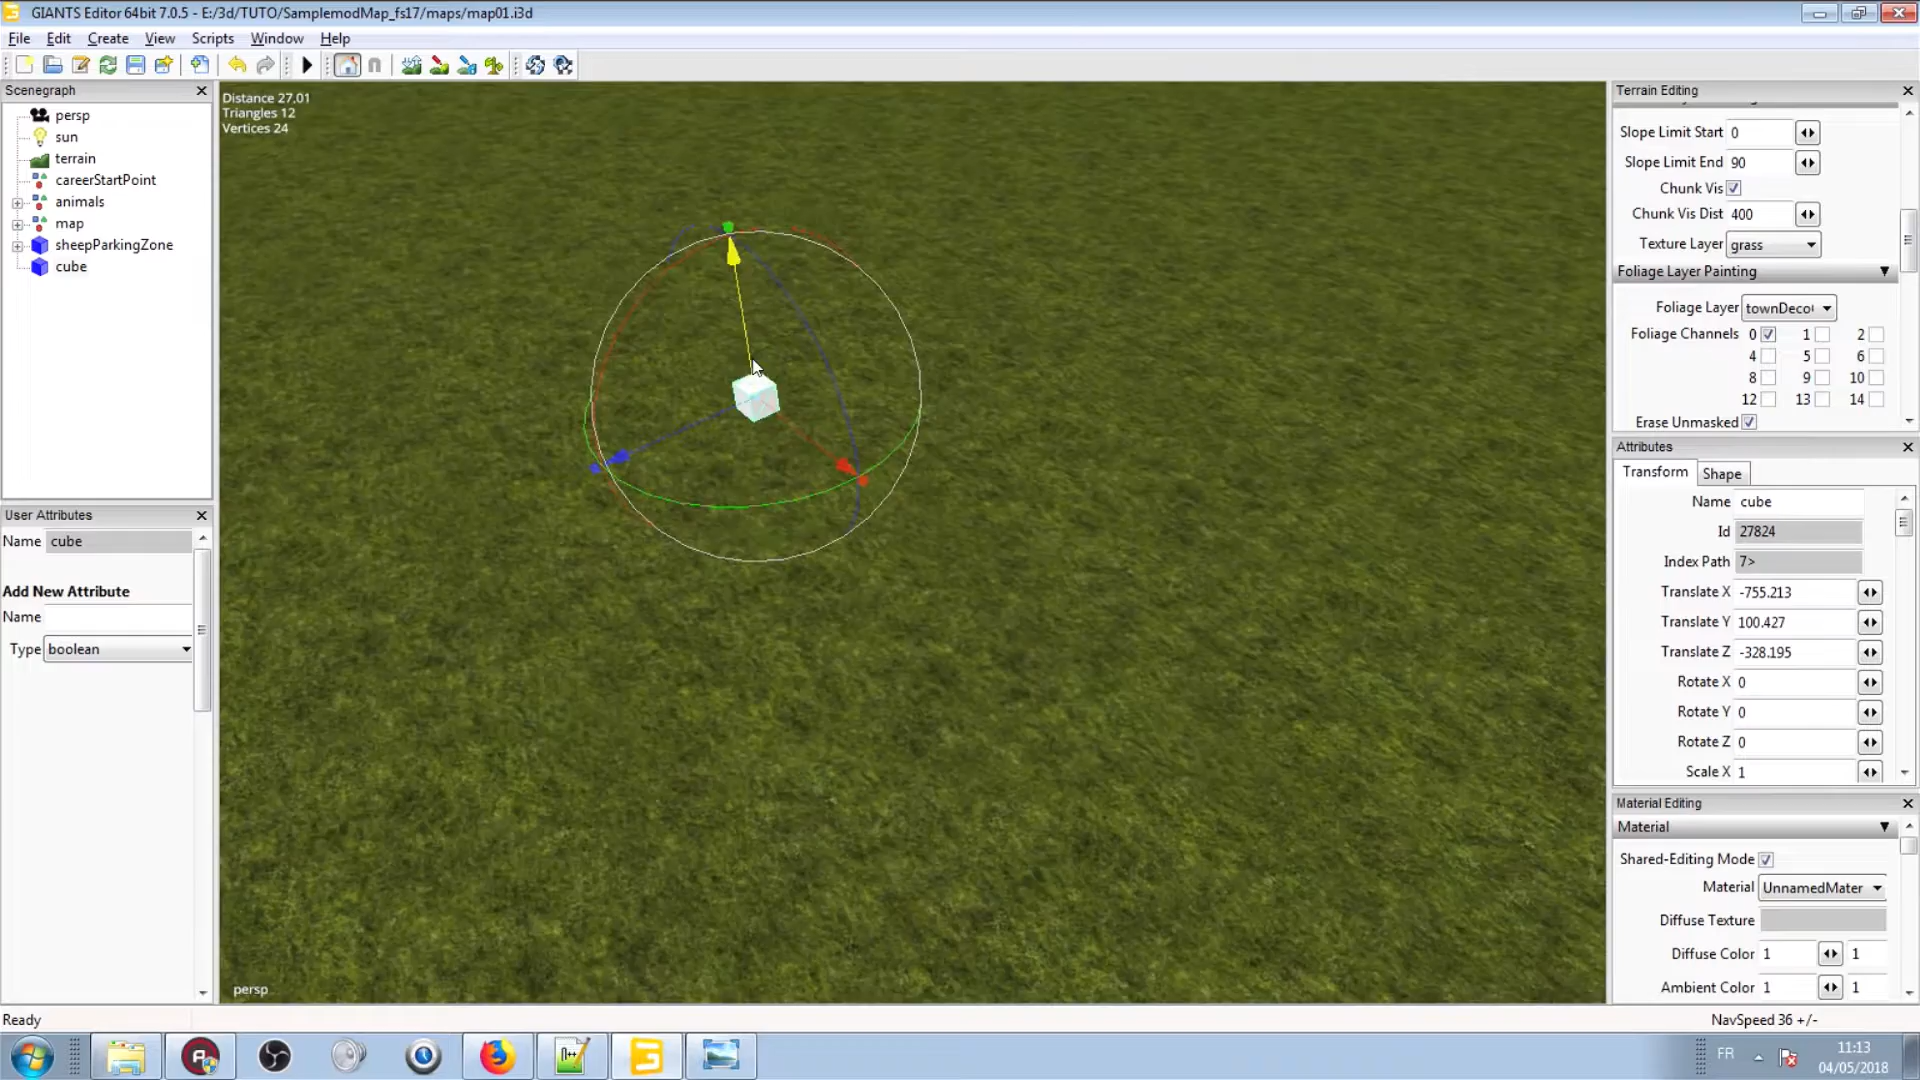 GIANTS Editor 64bit 7.0.5 - E:/3d/TUTO/SamplemodMap_fs17/maps/map01.i3d
File Edit Create View Scripts Window Help
Scenegraph
persp
sun
terrain
careerStartPoint
animals
map
sheepParkingZone
cube
User Attributes
Name cube
Add New Attribute
Name
Type boolean
Distance 27,01
Triangles 12
Vertices 24
persp
Terrain Editing
Slope Limit Start 0
Slope Limit End 90
Chunk Vis
Chunk Vis Dist 400
Texture Layer grass
Foliage Layer Painting
Foliage Layer townDeco
Foliage Channels 0 1 2
4 5 6
8 9 10
12 13 14
Erase Unmasked
Attributes
Transform Shape
Name cube
Id 27824
Index Path 7>
Translate X -755.213
Translate Y 100.427
Translate Z -328.195
Rotate X 0
Rotate Y 0
Rotate Z 0
Scale X 1
Material Editing
Material
Shared-Editing Mode
Material UnnamedMater
Diffuse Texture
Diffuse Color 1 1
Ambient Color 1 1
Ready
NavSpeed 36 +/-
FR
11:13
04/05/2018